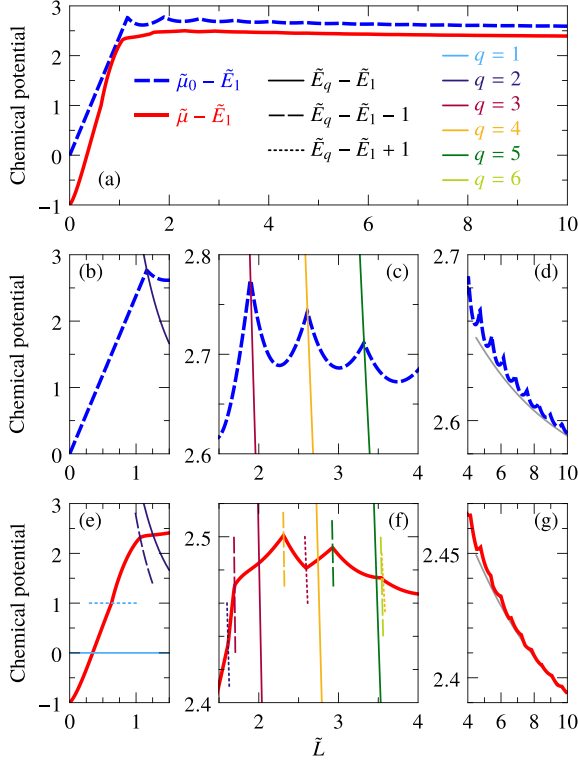 Chemical potential
3
2
1
0
−1
0
2
4
6
8
10
(a)
μ̃₀ − Ẽ₁
μ̃ − Ẽ₁
Ẽ_q − Ẽ₁
Ẽ_q − Ẽ₁ − 1
Ẽ_q − Ẽ₁ + 1
q = 1
q = 2
q = 3
q = 4
q = 5
q = 6
Chemical potential
3
2
1
0
0
1
(b)
2.8
2.7
2.6
2
3
4
(c)
2.7
2.6
4
6
8
10
(d)
Chemical potential
3
2
1
0
−1
0
1
(e)
2.5
2.4
2
3
4
(f)
2.45
2.4
4
6
8
10
(g)
L̃